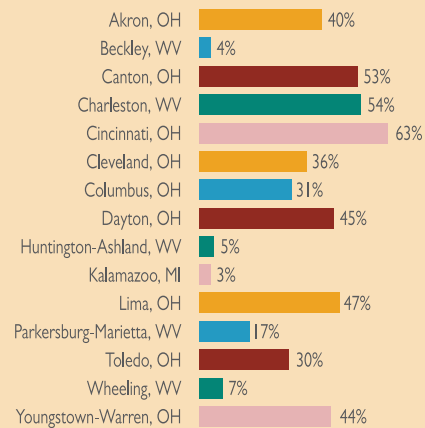 Akron, OH 40%
Beckley, WV 4%
Canton, OH 53%
Charleston, WV 54%
Cincinnati, OH 63%
Cleveland, OH 36%
Columbus, OH 31%
Dayton, OH 45%
Huntington-Ashland, WV 5%
Kalamazoo, MI 3%
Lima, OH 47%
Parkersburg-Marietta, WV 17%
Toledo, OH 30%
Wheeling, WV 7%
Youngstown-Warren, OH 44%